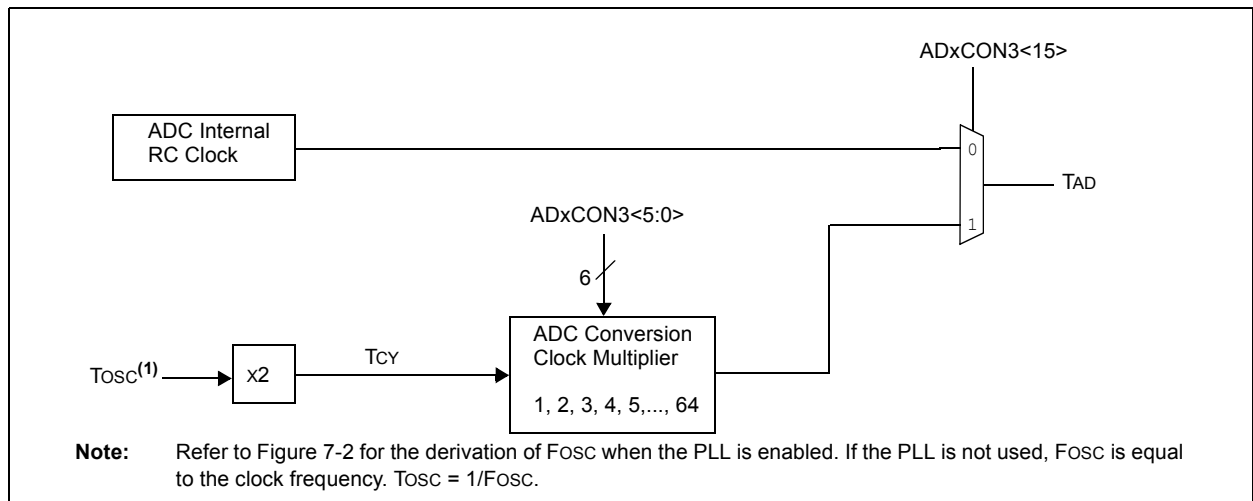 ADxCON3<15>
ADC Internal
RC Clock
0
TAD
ADxCON3<5:0>
1
6
ADC Conversion
Clock Multiplier
TOSC(1)
X2
TCY
1, 2, 3, 4, 5,..., 64
Note: Refer to Figure 7-2 for the derivation of FOSC when the PLL is enabled. If the PLL is not used, FOSC is equal
to the clock frequency. TOSC = 1/FOSC.